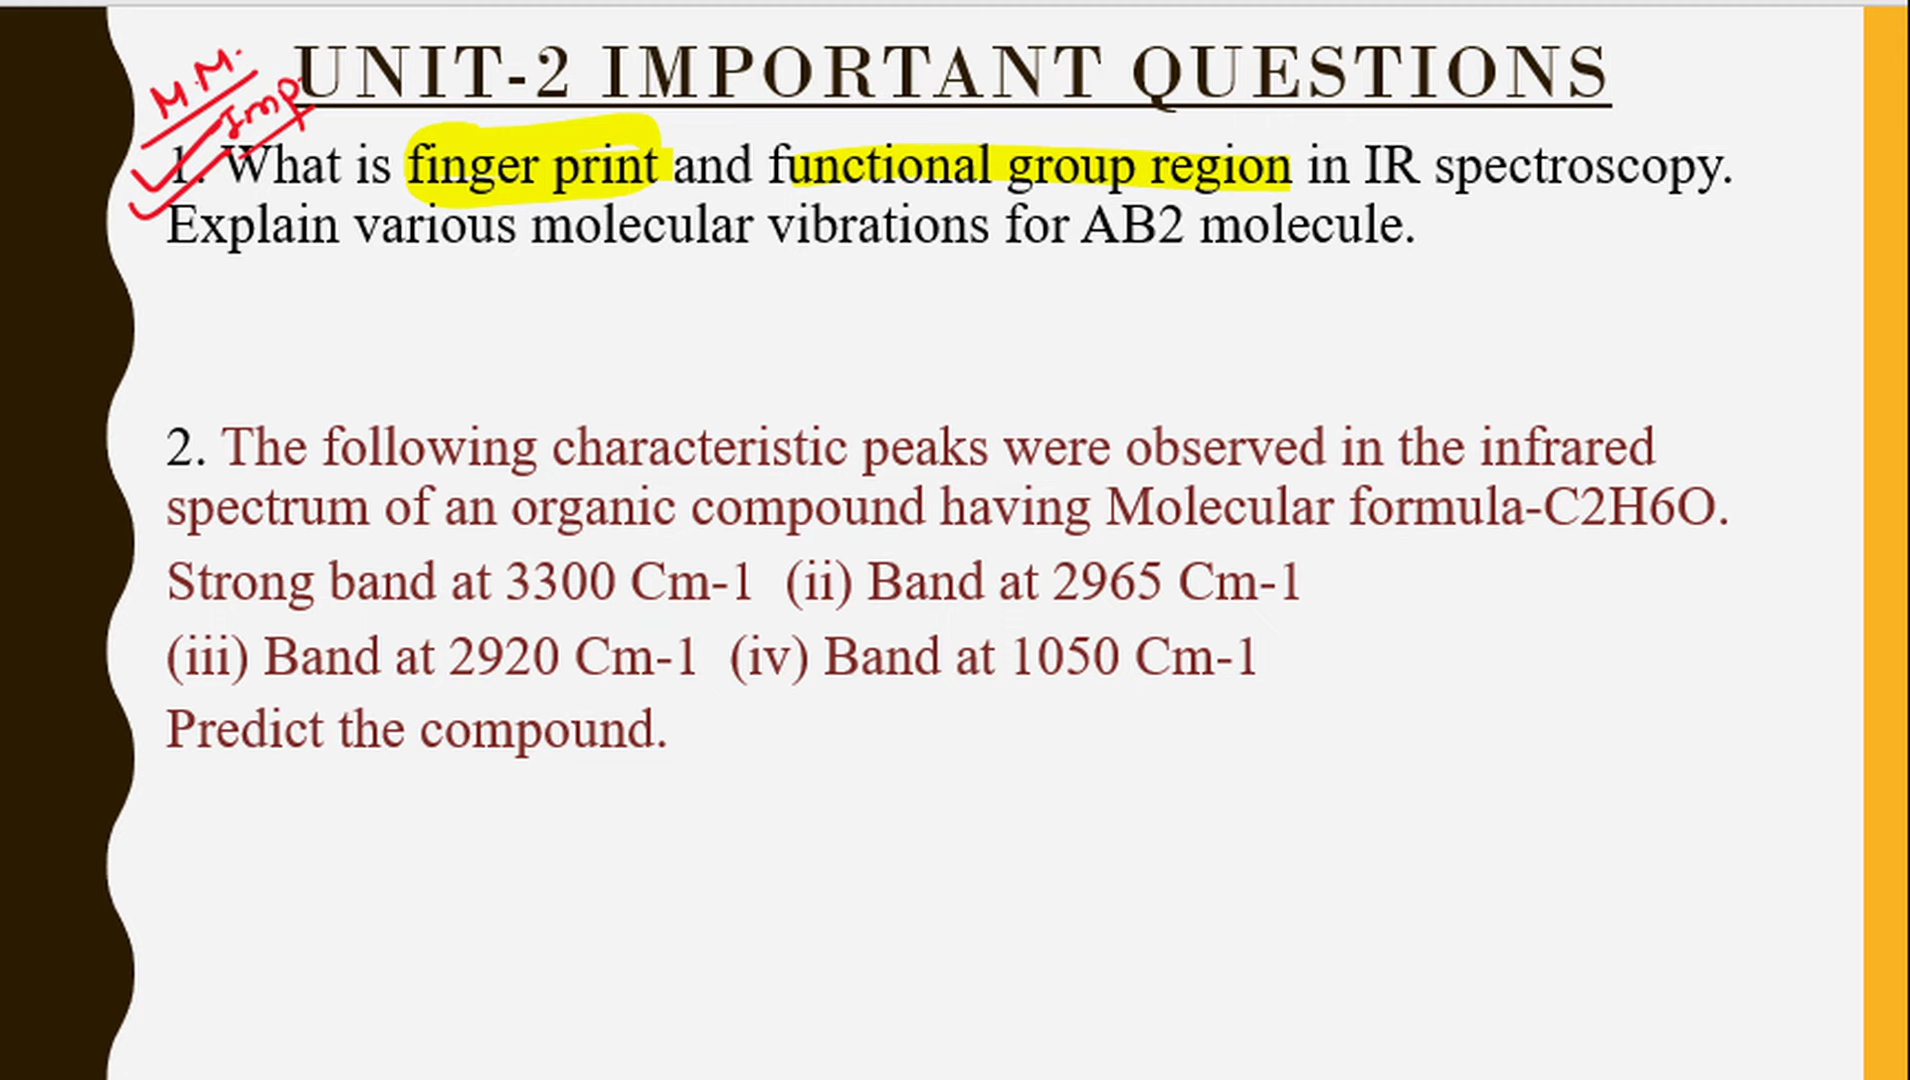 UNIT-2 IMPORTANT QUESTIONS
M.M.
Imp.
1. What is finger print and functional group region in IR spectroscopy.
Explain various molecular vibrations for AB2 molecule.
2. The following characteristic peaks were observed in the infrared
spectrum of an organic compound having Molecular formula-C2H6O.
Strong band at 3300 Cm-1 (ii) Band at 2965 Cm-1
(iii) Band at 2920 Cm-1 (iv) Band at 1050 Cm-1
Predict the compound.